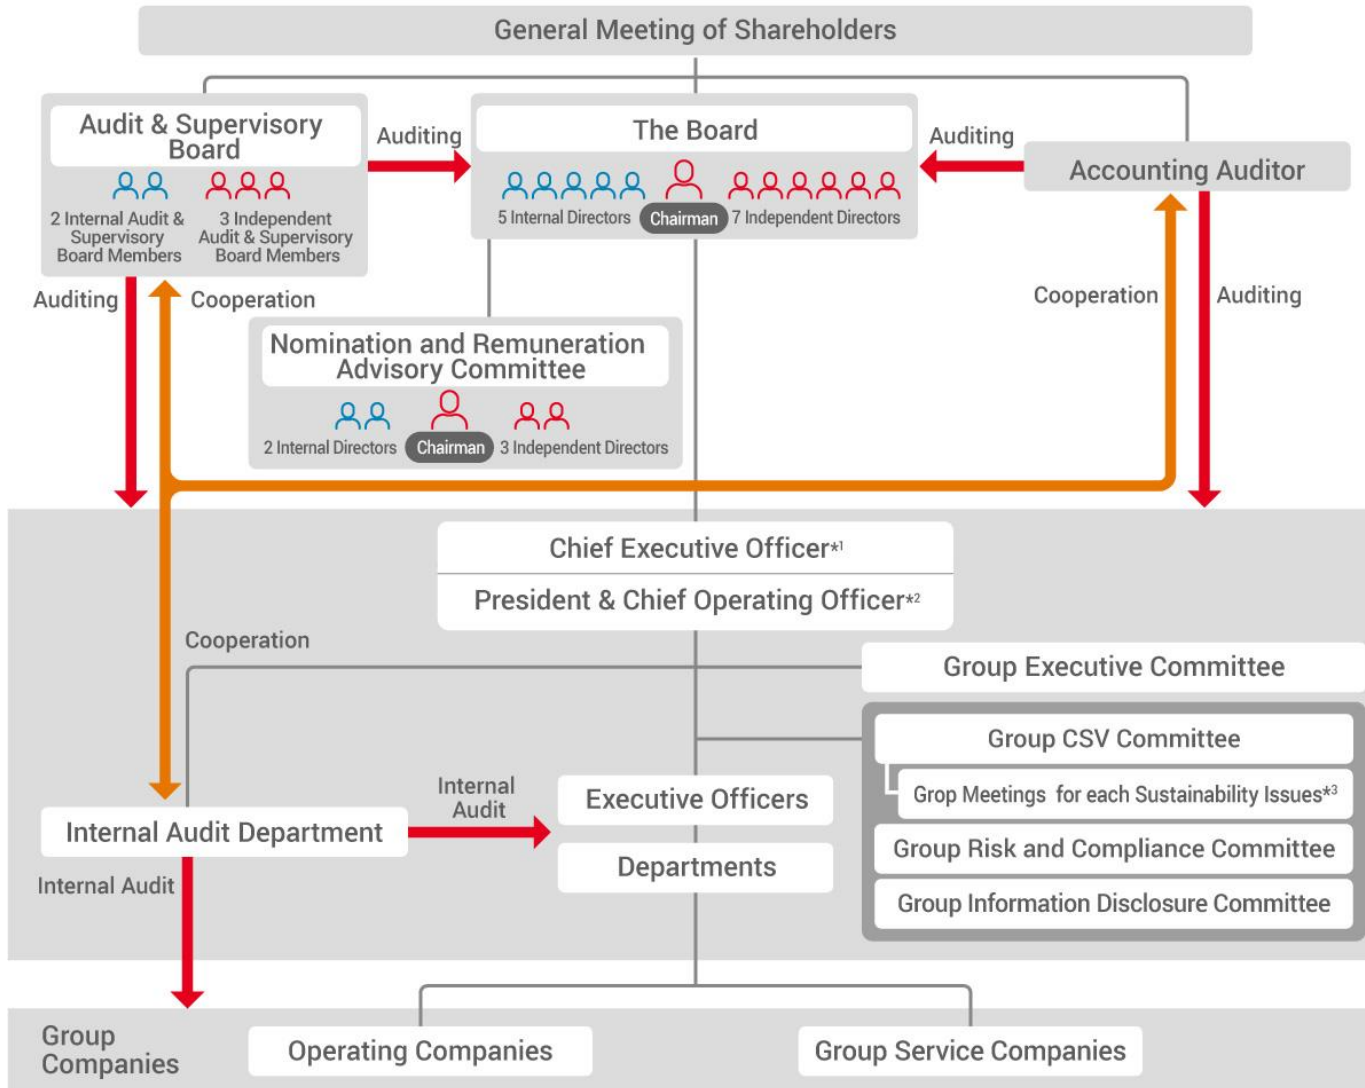 General Meeting of Shareholders
Audit & Supervisory
Board
2 Internal Audit &
Supervisory
Board Members
3 Independent
Audit & Supervisory
Board Members
Auditing
The Board
5 Internal Directors
Chairman
7 Independent Directors
Auditing
Accounting Auditor
Auditing
Cooperation
Cooperation
Auditing
Nomination and Remuneration
Advisory Committee
2 Internal Directors
Chairman
3 Independent Directors
Chief Executive Officer*1
President & Chief Operating Officer*2
Cooperation
Group Executive Committee
Group CSV Committee
Grop Meetings for each Sustainability Issues*3
Group Risk and Compliance Committee
Group Information Disclosure Committee
Internal Audit Department
Internal
Audit
Executive Officers
Departments
Internal Audit
Group
Companies
Operating Companies
Group Service Companies